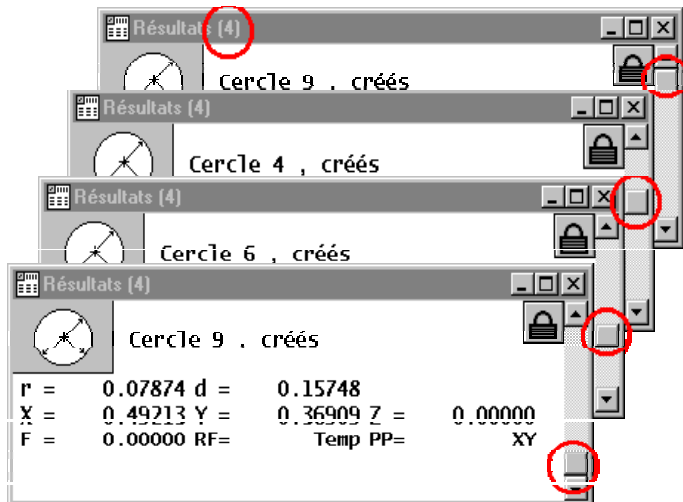 Résultats (4)
Cercle 9 . créés
Résultats (4)
Cercle 4 , créés
Résultats (4)
Cercle 6 , créés
Résultats (4)
Cercle 9 . créés
r = 0.07874 d = 0.15748
X = 0.49213 Y = 0.36909 Z = 0.00000
F = 0.00000 RF= Temp PP= XY